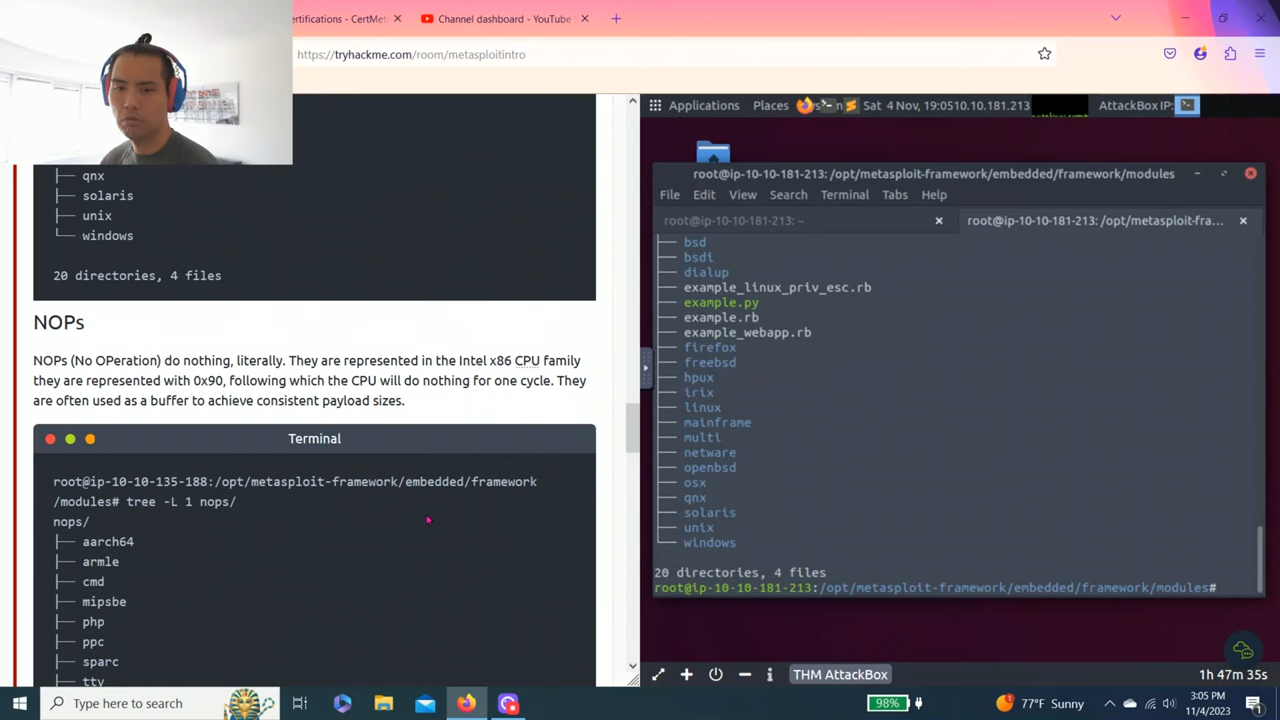 ertifications - CertMet
Channel dashboard - YouTube
https://tryhackme.com/room/metasploitintro
qnx
solaris
unix
windows
20 directories, 4 files
NOPs
NOPs (No OPeration) do nothing, literally. They are represented in the Intel x86 CPU family
they are represented with 0x90, following which the CPU will do nothing for one cycle. They
are often used as a buffer to achieve consistent payload sizes.
Terminal
root@ip-10-10-135-188:/opt/metasploit-framework/embedded/framework
/modules# tree -L 1 nops/
nops/
aarch64
armle
cmd
mipsbe
php
ppc
sparc
tty
Applications Places Sat 4 Nov, 19:05 10.10.181.213 AttackBox IP:
root@ip-10-10-181-213: /opt/metasploit-framework/embedded/framework/modules
File Edit View Search Terminal Tabs Help
root@ip-10-10-181-213: ~
root@ip-10-10-181-213: /opt/metasploit-fra...
bsd
bsdi
dialup
example_linux_priv_esc.rb
example.py
example.rb
example_webapp.rb
firefox
freebsd
hpux
irix
linux
mainframe
multi
netware
openbsd
osx
qnx
solaris
unix
windows
20 directories, 4 files
root@ip-10-10-181-213:/opt/metasploit-framework/embedded/framework/modules#
THM AttackBox
1h 47m 35s
Type here to search
98%
77°F Sunny
3:05 PM
11/4/2023
1